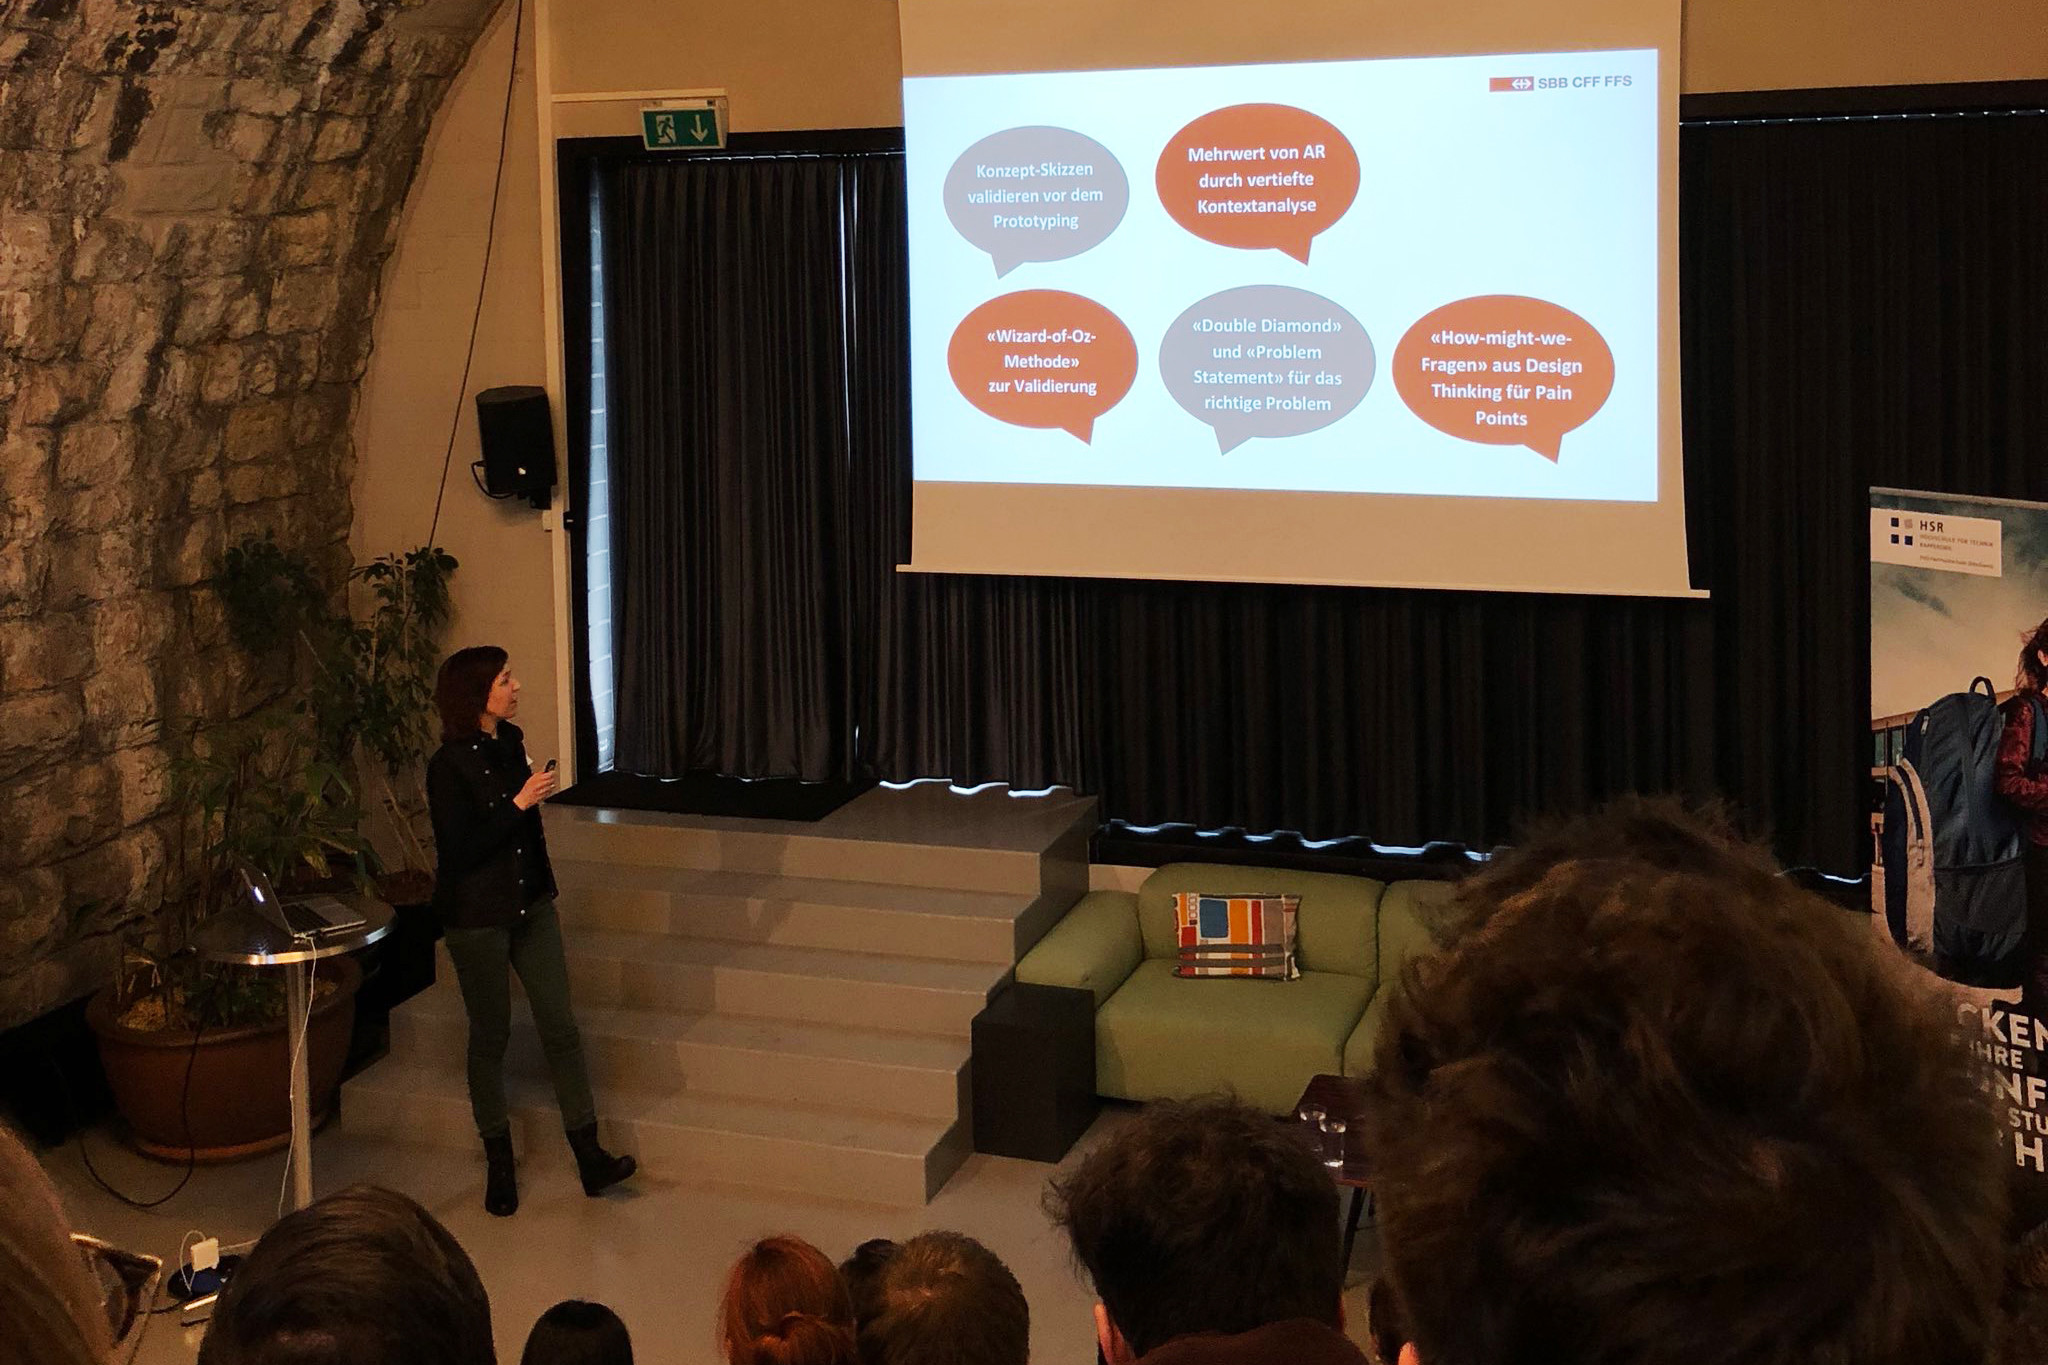 SBB CFF FFS
Konzept-Skizzen
validieren vor dem
Prototyping
Mehrwert von AR
durch vertiefte
Kontextanalyse
«Wizard-of-Oz-
Methode»
zur Validierung
«Double Diamond»
und «Problem
Statement» für das
richtige Problem
«How-might-we-
Fragen» aus Design
Thinking für Pain
Points
HSR
HOCHSCHULE FÜR TECHNIK
RAPPERSWIL
CKEN
IHRE
STU
H